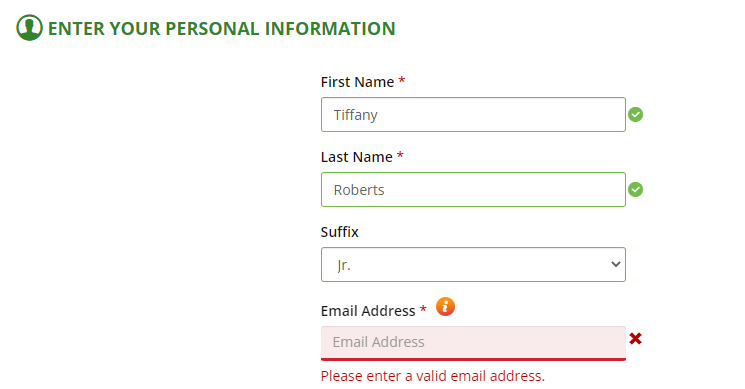 ENTER YOUR PERSONAL INFORMATION
First Name *
Tiffany
Last Name *
Roberts
Suffix
Jr.
Email Address * i
Email Address
Please enter a valid email address.